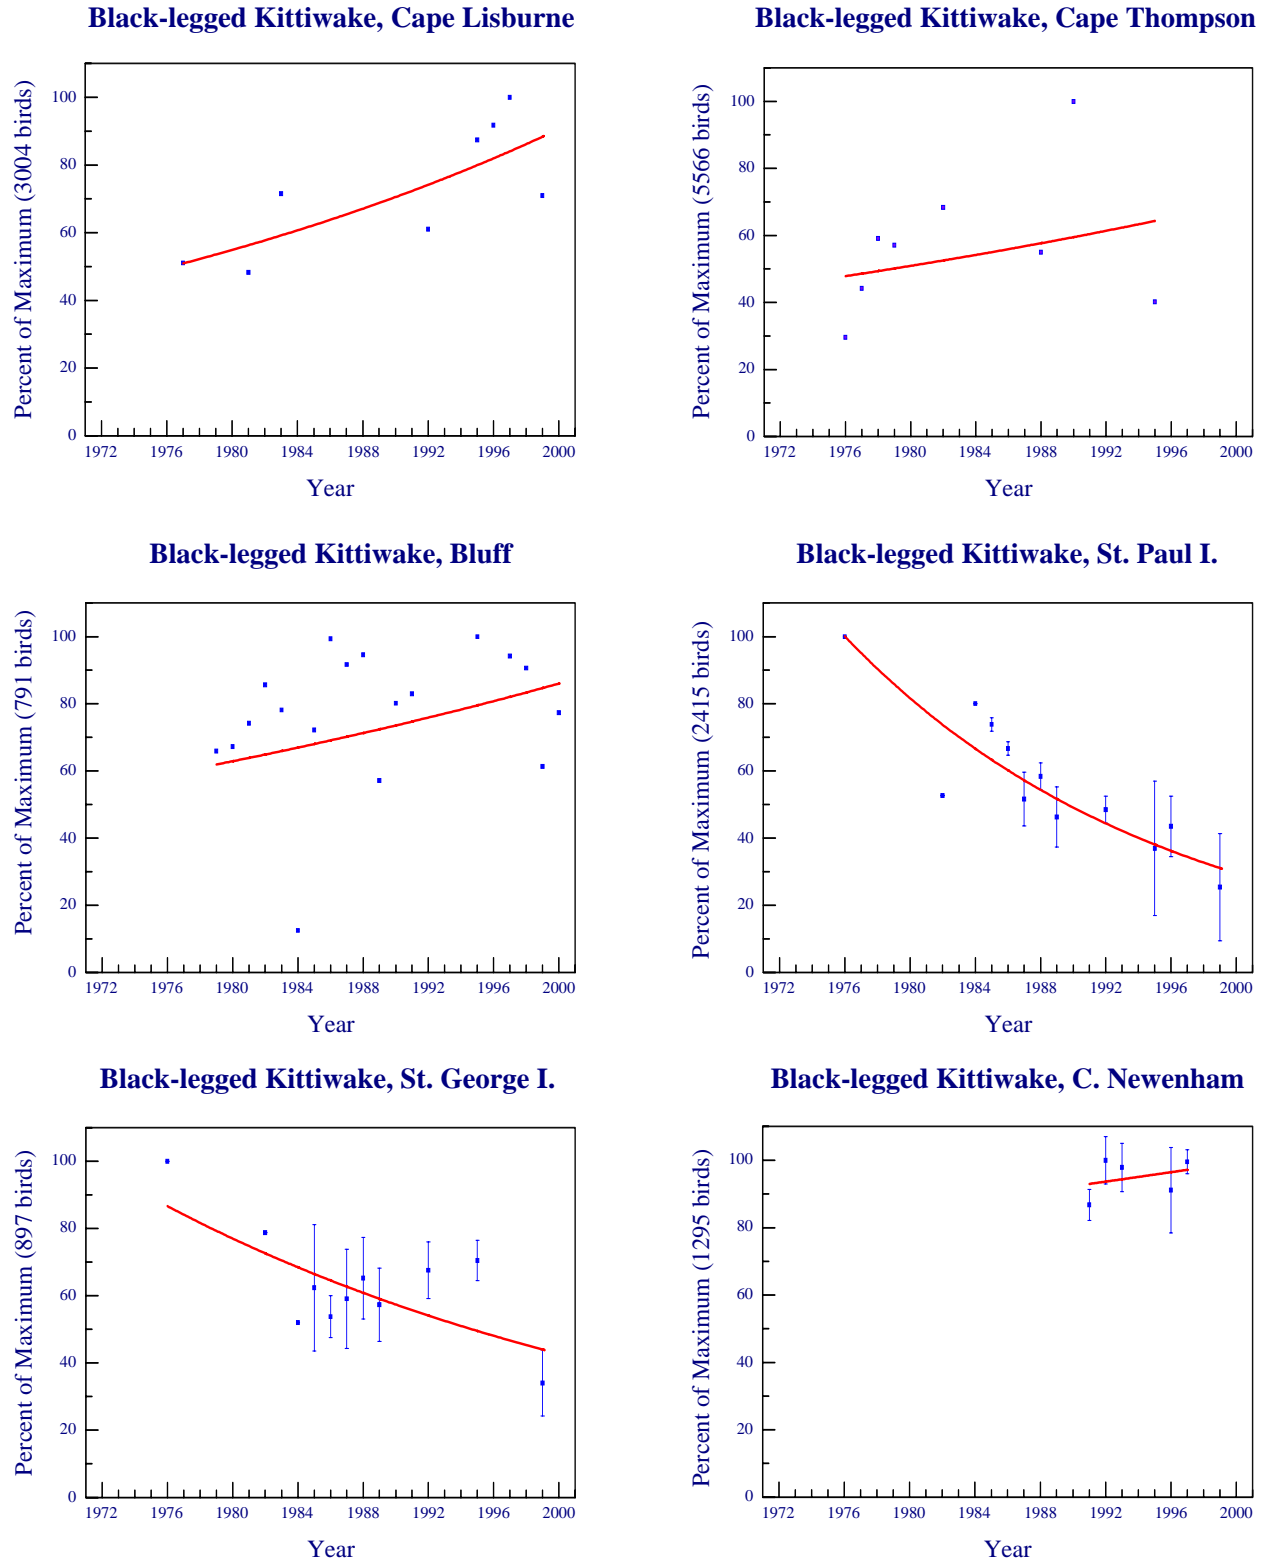 Black-legged Kittiwake, Cape Lisburne
Percent of Maximum (3004 birds)
100
80
60
40
20
0
1972 1976 1980 1984 1988 1992 1996 2000
Year
Black-legged Kittiwake, Cape Thompson
Percent of Maximum (5566 birds)
100
80
60
40
20
0
1972 1976 1980 1984 1988 1992 1996 2000
Year
Black-legged Kittiwake, Bluff
Percent of Maximum (791 birds)
100
80
60
40
20
0
1972 1976 1980 1984 1988 1992 1996 2000
Year
Black-legged Kittiwake, St. Paul I.
Percent of Maximum (2415 birds)
100
80
60
40
20
0
1972 1976 1980 1984 1988 1992 1996 2000
Year
Black-legged Kittiwake, St. George I.
Percent of Maximum (897 birds)
100
80
60
40
20
0
1972 1976 1980 1984 1988 1992 1996 2000
Year
Black-legged Kittiwake, C. Newenham
Percent of Maximum (1295 birds)
100
80
60
40
20
0
1972 1976 1980 1984 1988 1992 1996 2000
Year